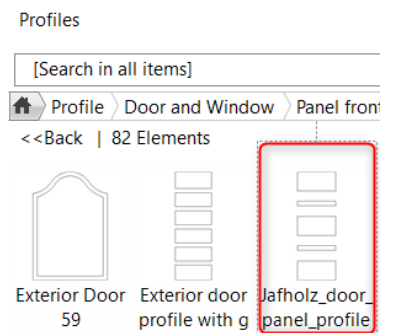 Profiles
[Search in all items]
Profile Door and Window Panel front
<<Back | 82 Elements
Exterior Door Exterior door Jafholz_door_
59 profile with g panel_profile